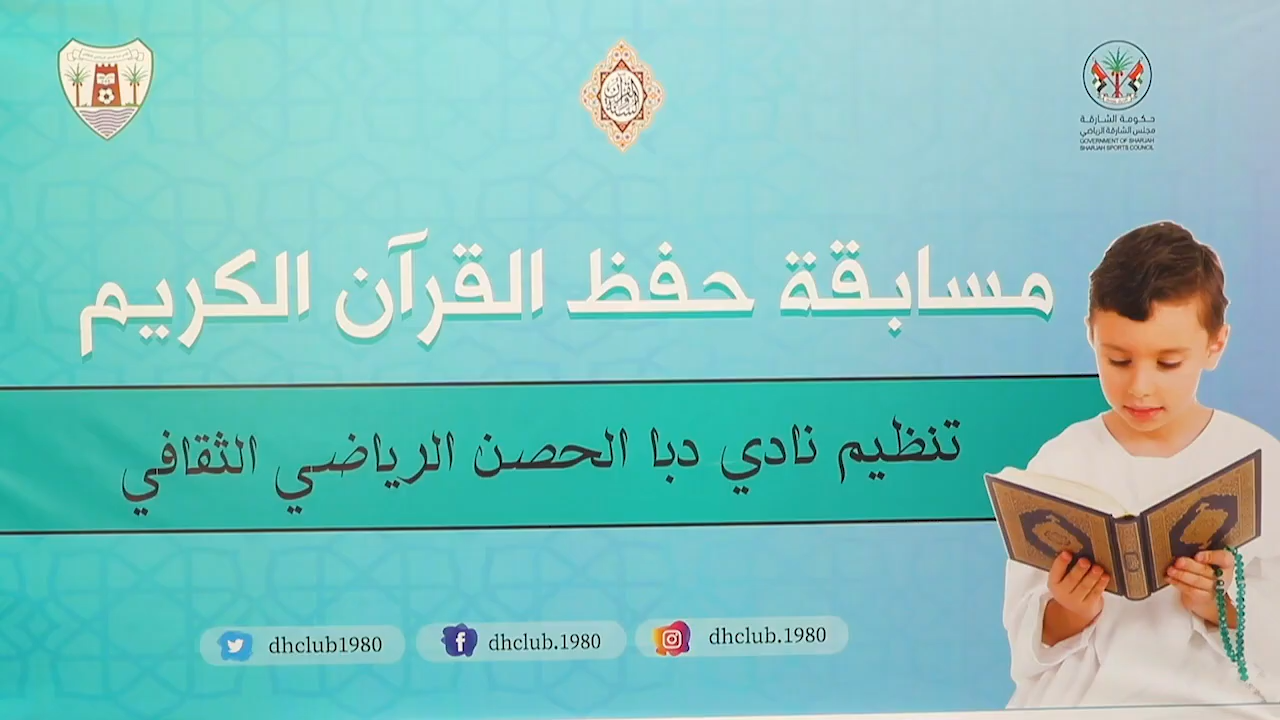 حكومة الشارقة
مجلس الشارقة الرياضي
GOVERNMENT OF SHARJAH
SHARJAH SPORTS COUNCIL
مسابقة حفظ القرآن الكريم
تنظيم نادي دبا الحصن الرياضي الثقافي
dhclub1980
dhclub.1980
dhclub.1980